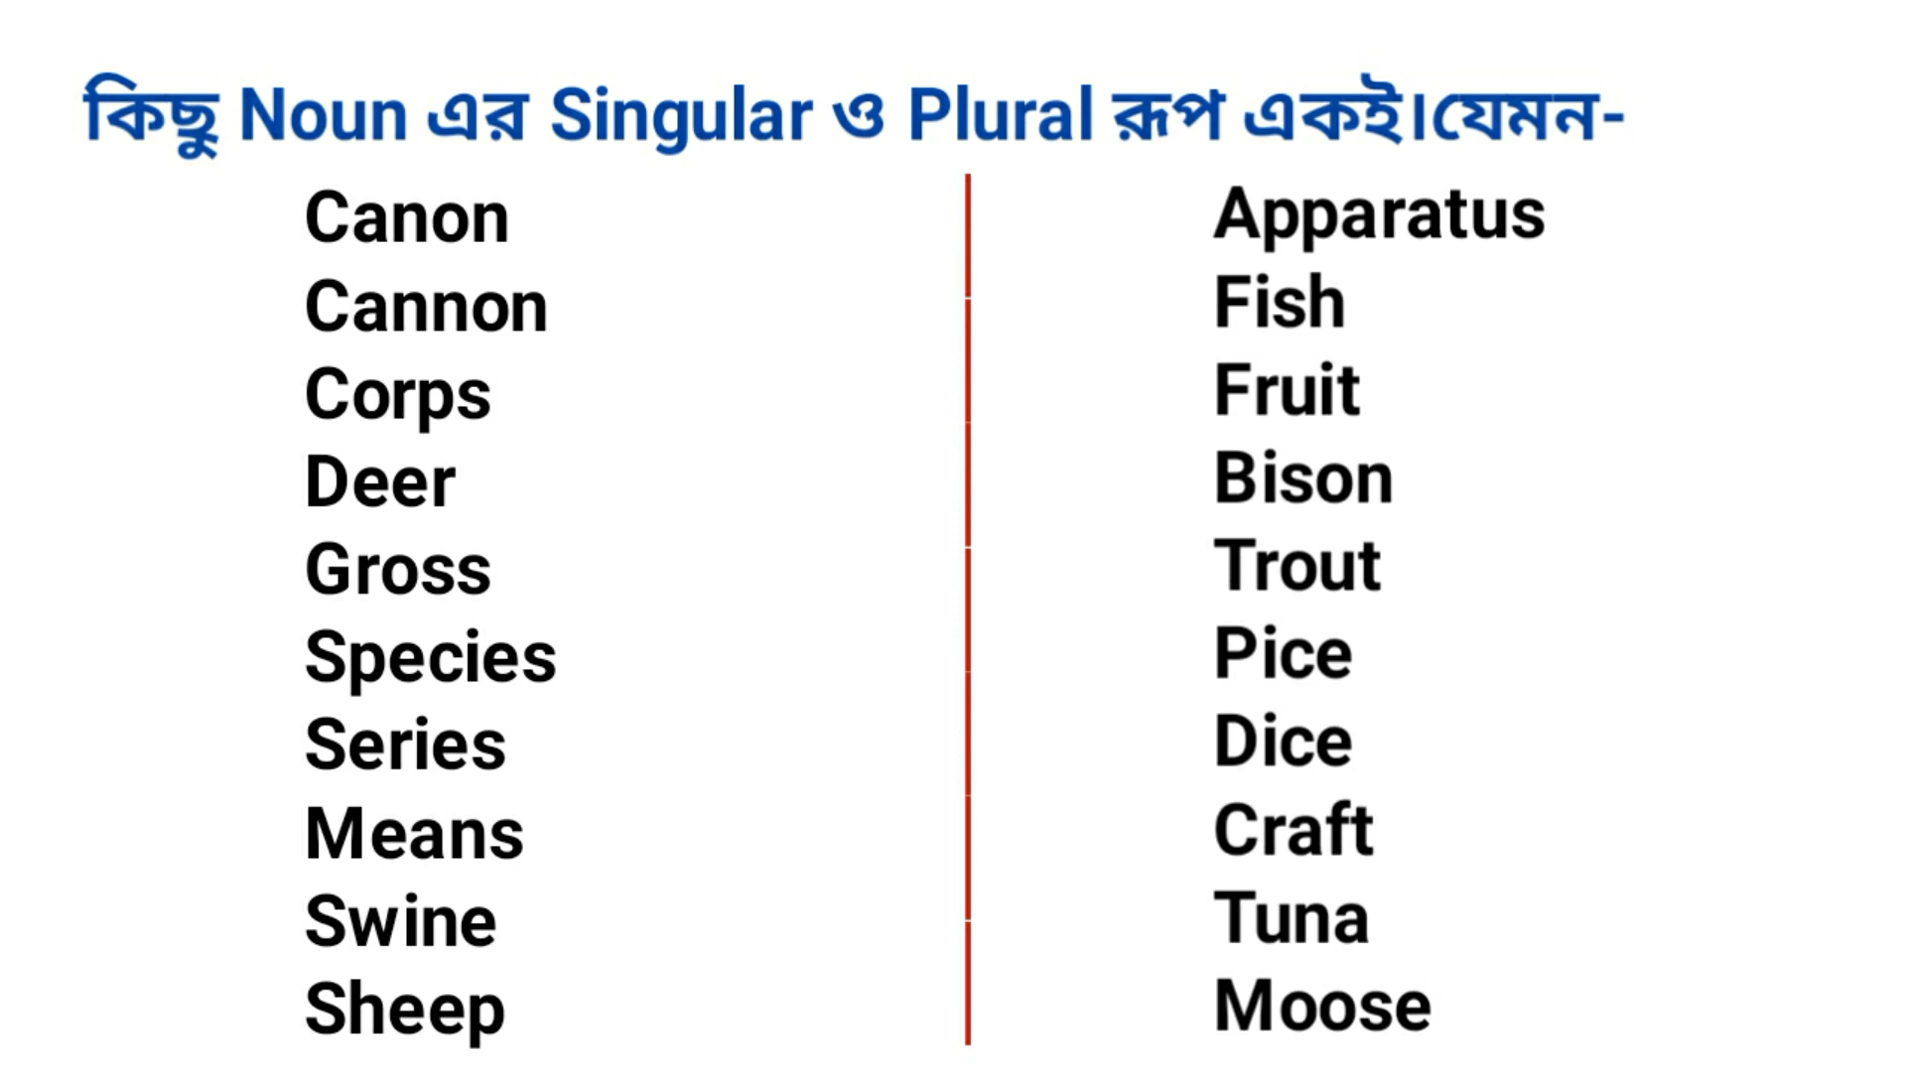 কিছু Noun এর Singular ও Plural রূপ একই।যেমন-
Canon
Cannon
Corps
Deer
Gross
Species
Series
Means
Swine
Sheep
Apparatus
Fish
Fruit
Bison
Trout
Pice
Dice
Craft
Tuna
Moose